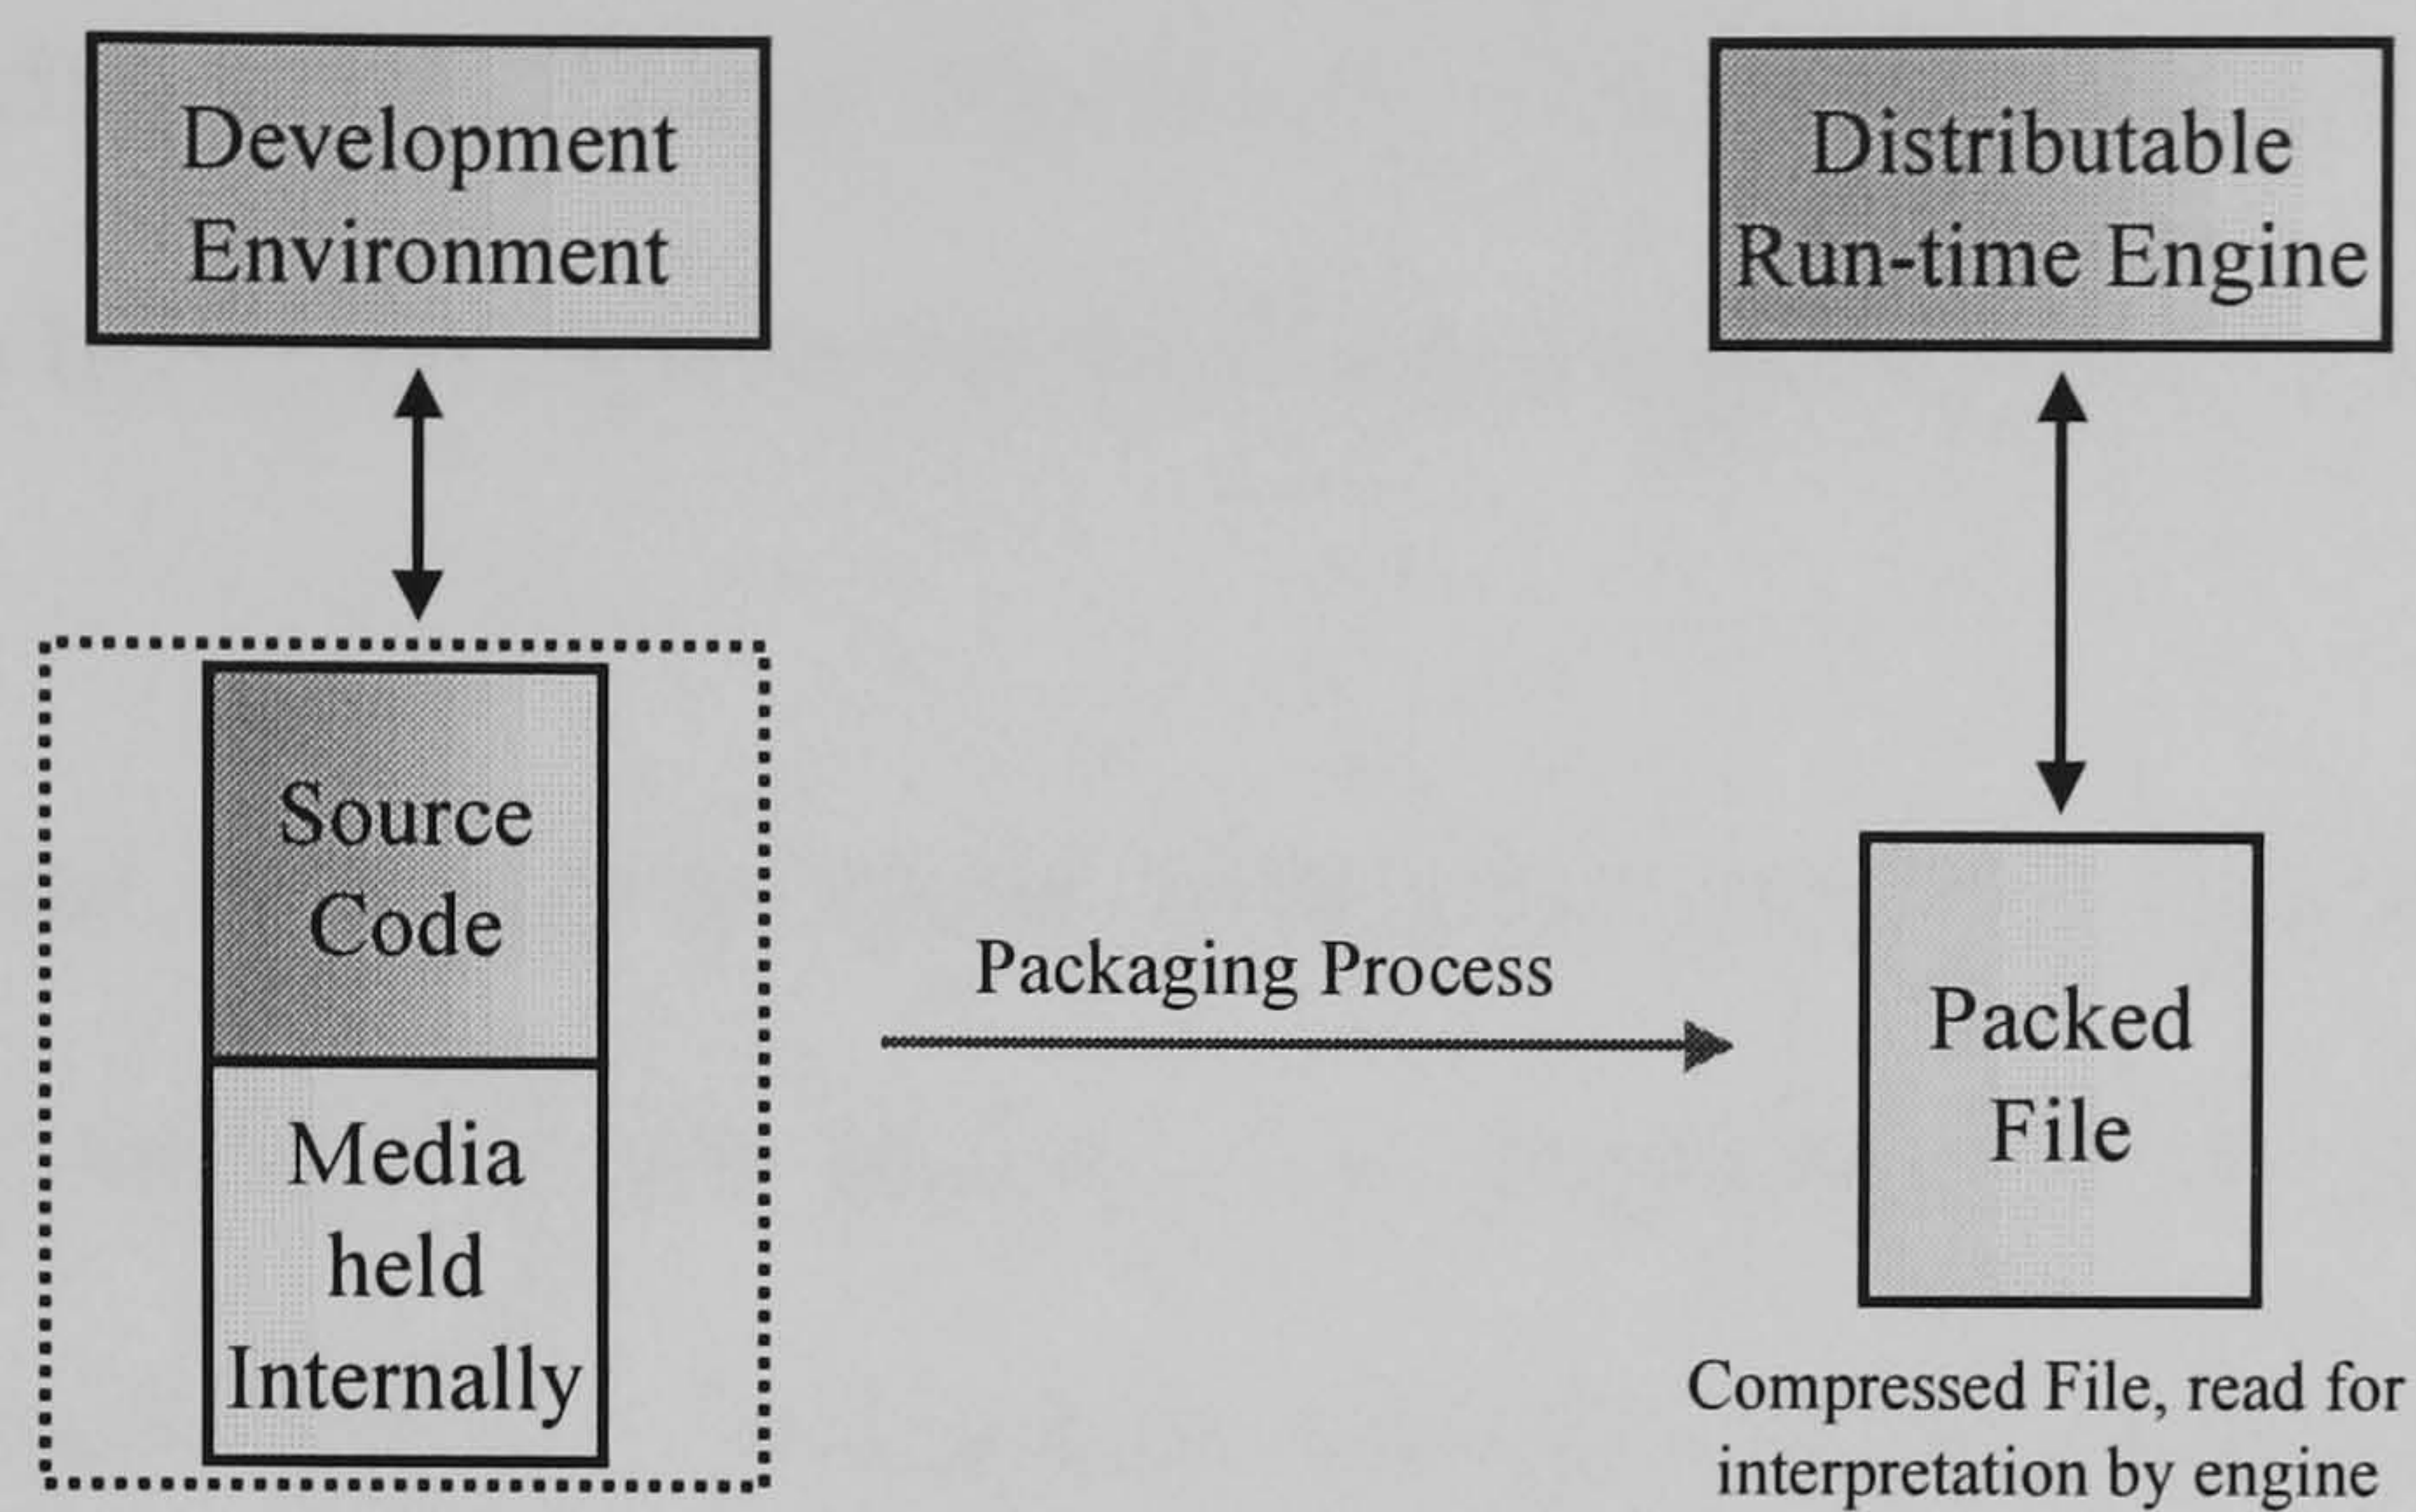 Development
Environment
Distributable
Run-time Engine
Source
Code
Media
held
Internally
Packaging Process
Packed
File
Compressed File, read for
interpretation by engine